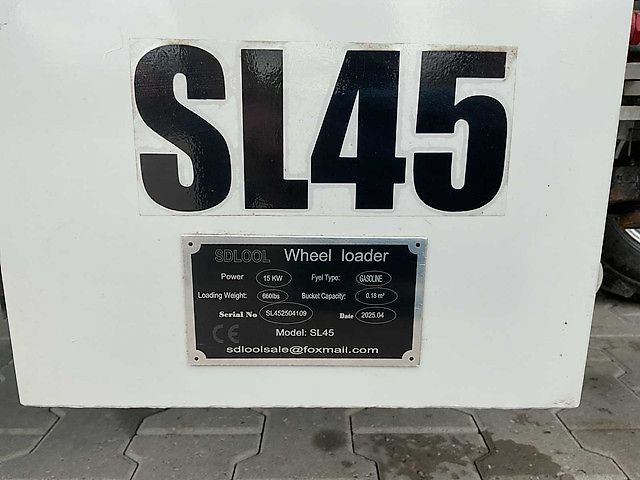 SL45
SDLOOL Wheel loader
Power 15 KW Fyel Type: GASOLINE
Loading Weight: 660lbs Bucket Capacity: 0.18 m³
Serial No SL452504109 Date 2025.04
CE Model: SL45
sdloolsale@foxmail.com